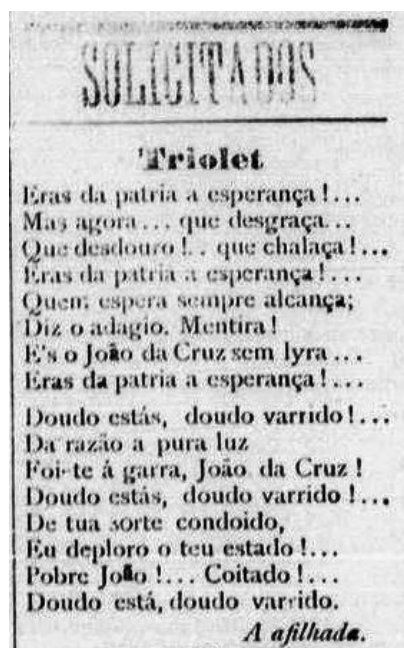 SOLICITADOS
Triolet
Eras da patria a esperança!...
Mas agora... que desgraça...
Que desdouro!.. que chalaça!...
Eras da patria a esperança!...
Quem espera sempre alcança;
Diz o adagio. Mentira!
E's o João da Cruz sem lyra...
Eras da patria a esperança!...
Doudo estás, doudo varrido!...
Da razão a pura luz
Foi-te á garra, João da Cruz!
Doudo estás, doudo varrido!...
De tua sorte condoido,
Eu deploro o teu estado!...
Pobre João!... Coitado!...
Doudo está, doudo varrido.
A afilhada.